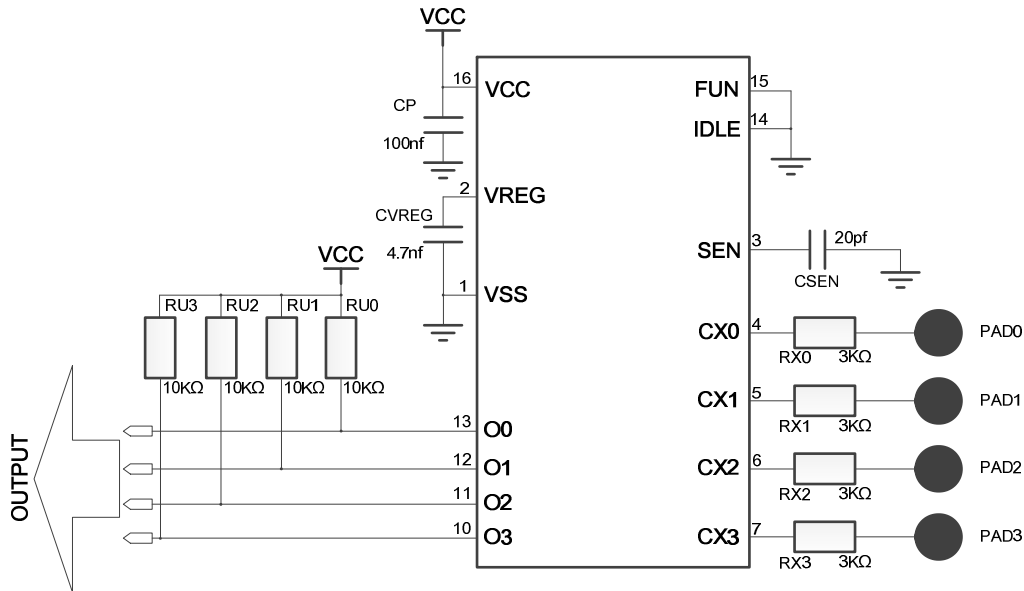 VCC
16
VCC
CP
100nf
2
VREG
CVREG
4.7nf
1
VSS
FUN
15
IDLE
14
SEN
3
20pf
CSEN
VCC
RU3
RU2
RU1
RU0
10KΩ
10KΩ
10KΩ
10KΩ
CX0
4
RX0
3KΩ
PAD0
CX1
5
RX1
3KΩ
PAD1
CX2
6
RX2
3KΩ
PAD2
CX3
7
RX3
3KΩ
PAD3
OUTPUT
13
O0
12
O1
11
O2
10
O3